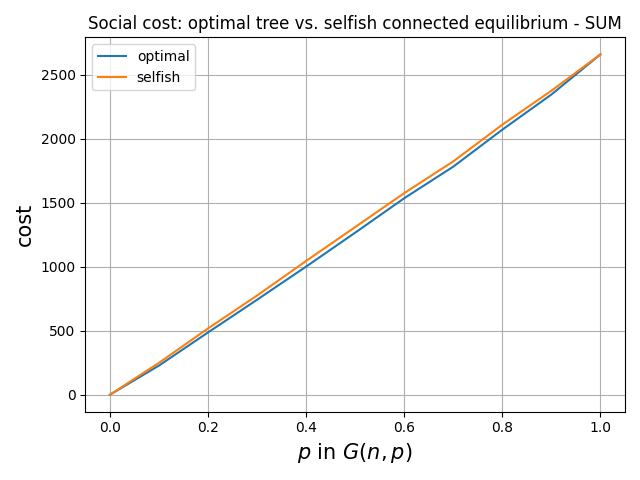 Social cost: optimal tree vs. selfish connected equilibrium - SUM
optimal
selfish
2500
2000
1500
1000
500
0
cost
0.0 0.2 0.4 0.6 0.8 1.0
p in G(n, p)